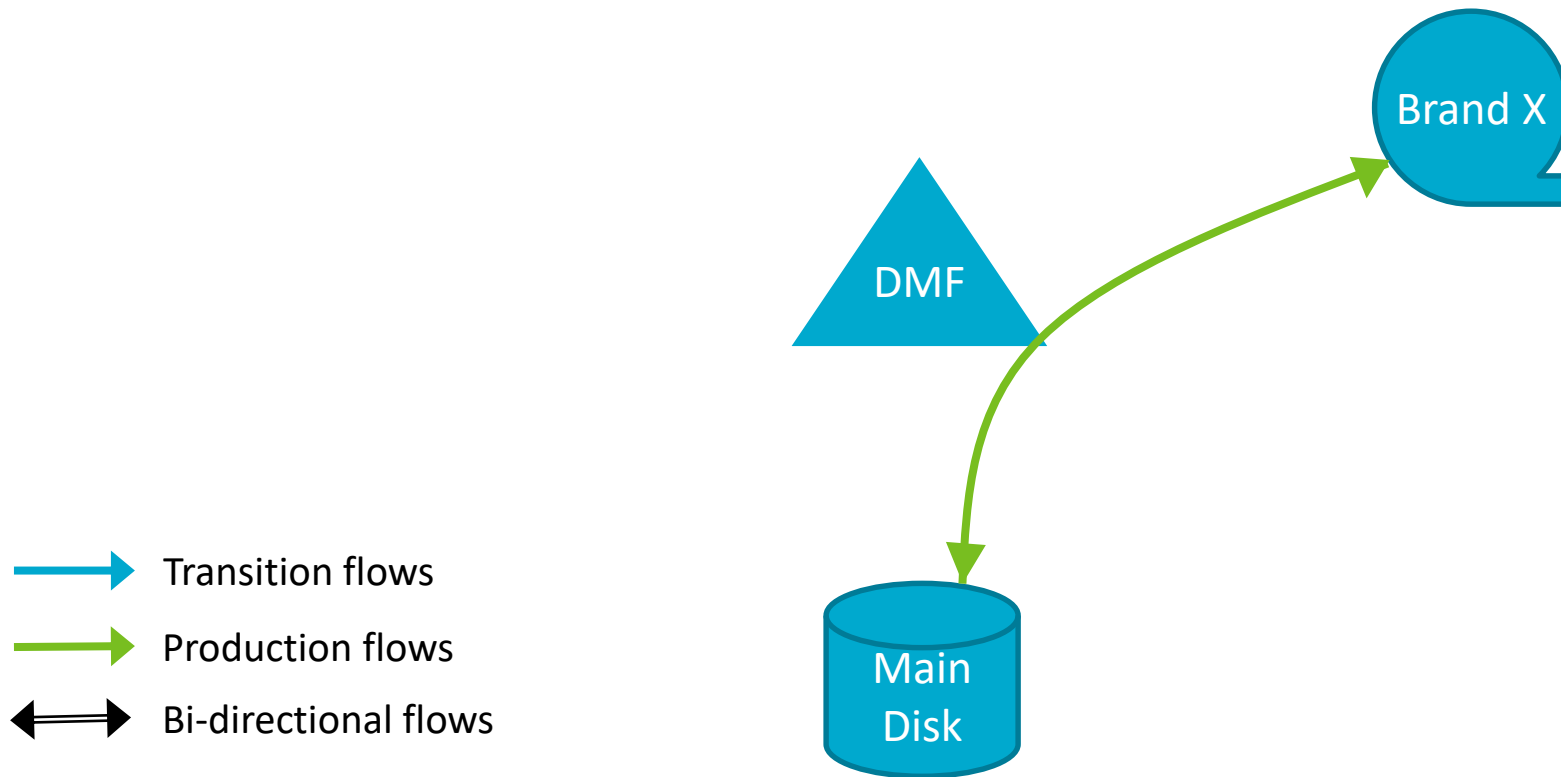 Brand X
DMF
Transition flows
Production flows
Bi-directional flows
Main
Disk